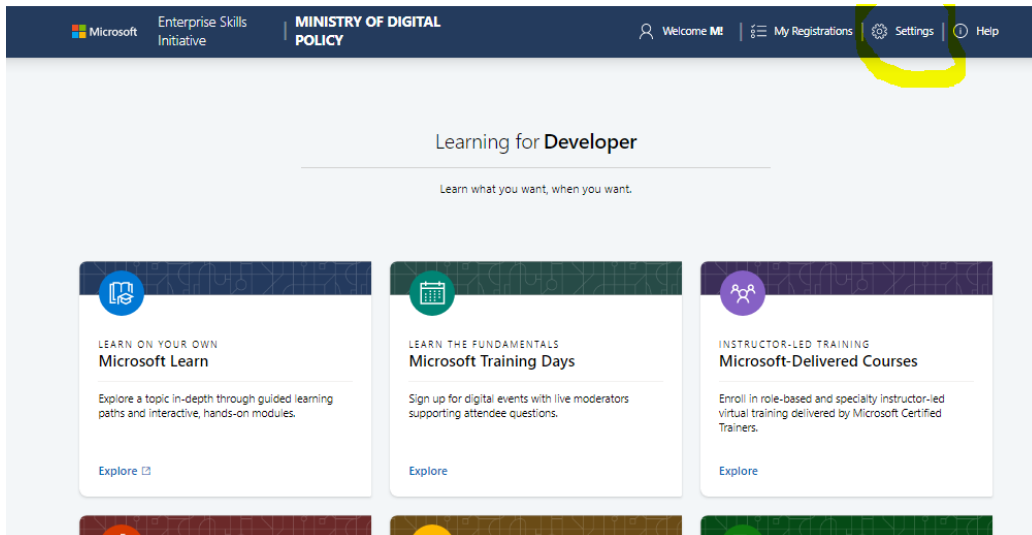 Microsoft
Enterprise Skills
Initiative
MINISTRY OF DIGITAL
POLICY
Welcome M!
My Registrations
Settings
Help
Learning for Developer
Learn what you want, when you want.
LEARN ON YOUR OWN
Microsoft Learn
Explore a topic in-depth through guided learning
paths and interactive, hands-on modules.
Explore
LEARN THE FUNDAMENTALS
Microsoft Training Days
Sign up for digital events with live moderators
supporting attendee questions.
Explore
INSTRUCTOR-LED TRAINING
Microsoft-Delivered Courses
Enroll in role-based and specialty instructor-led
virtual training delivered by Microsoft Certified
Trainers.
Explore